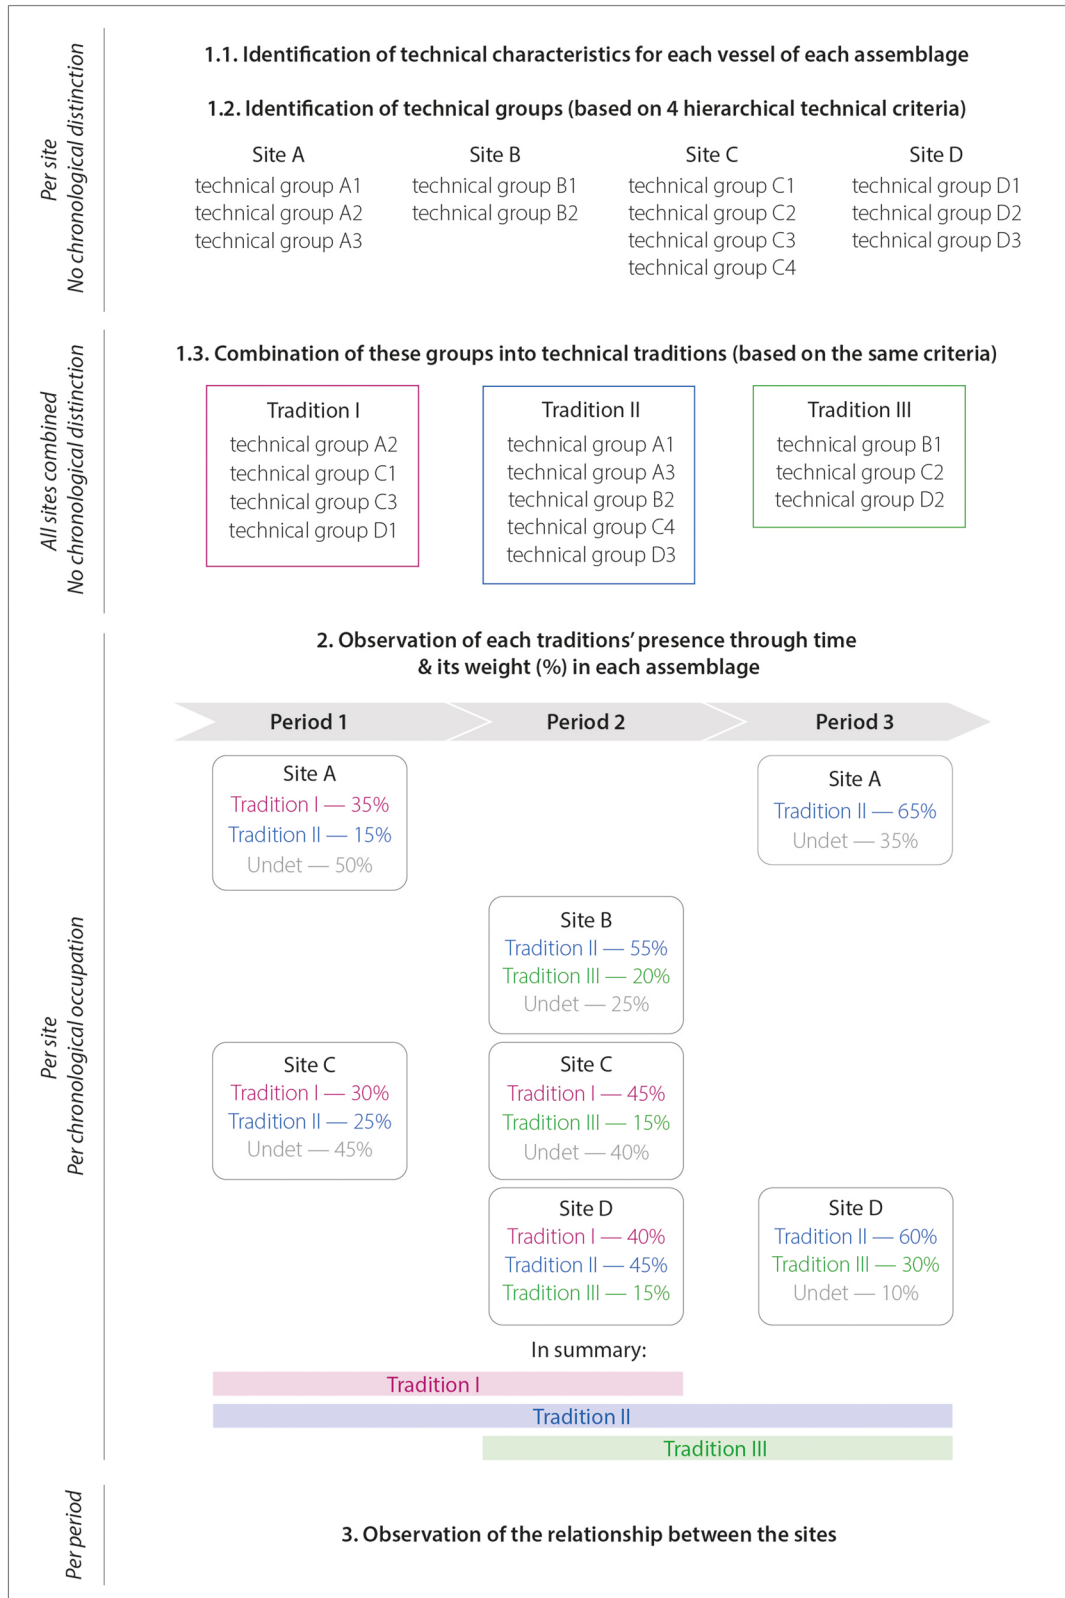 Per site
No chronological distinction
1.1. Identification of technical characteristics for each vessel of each assemblage
1.2. Identification of technical groups (based on 4 hierarchical technical criteria)
Site A
technical group A1
technical group A2
technical group A3
Site B
technical group B1
technical group B2
Site C
technical group C1
technical group C2
technical group C3
technical group C4
Site D
technical group D1
technical group D2
technical group D3
All sites combined
No chronological distinction
1.3. Combination of these groups into technical traditions (based on the same criteria)
Tradition I
technical group A2
technical group C1
technical group C3
technical group D1
Tradition II
technical group A1
technical group A3
technical group B2
technical group C4
technical group D3
Tradition III
technical group B1
technical group C2
technical group D2
Per site
Per chronological occupation
2. Observation of each traditions’ presence through time
& its weight (%) in each assemblage
Period 1
Period 2
Period 3
Site A
Tradition I — 35%
Tradition II — 15%
Undet — 50%
Site A
Tradition II — 65%
Undet — 35%
Site B
Tradition II — 55%
Tradition III — 20%
Undet — 25%
Site C
Tradition I — 30%
Tradition II — 25%
Undet — 45%
Site C
Tradition I — 45%
Tradition III — 15%
Undet — 40%
Site D
Tradition I — 40%
Tradition II — 45%
Tradition III — 15%
Site D
Tradition II — 60%
Tradition III — 30%
Undet — 10%
In summary:
Tradition I
Tradition II
Tradition III
Per period
3. Observation of the relationship between the sites